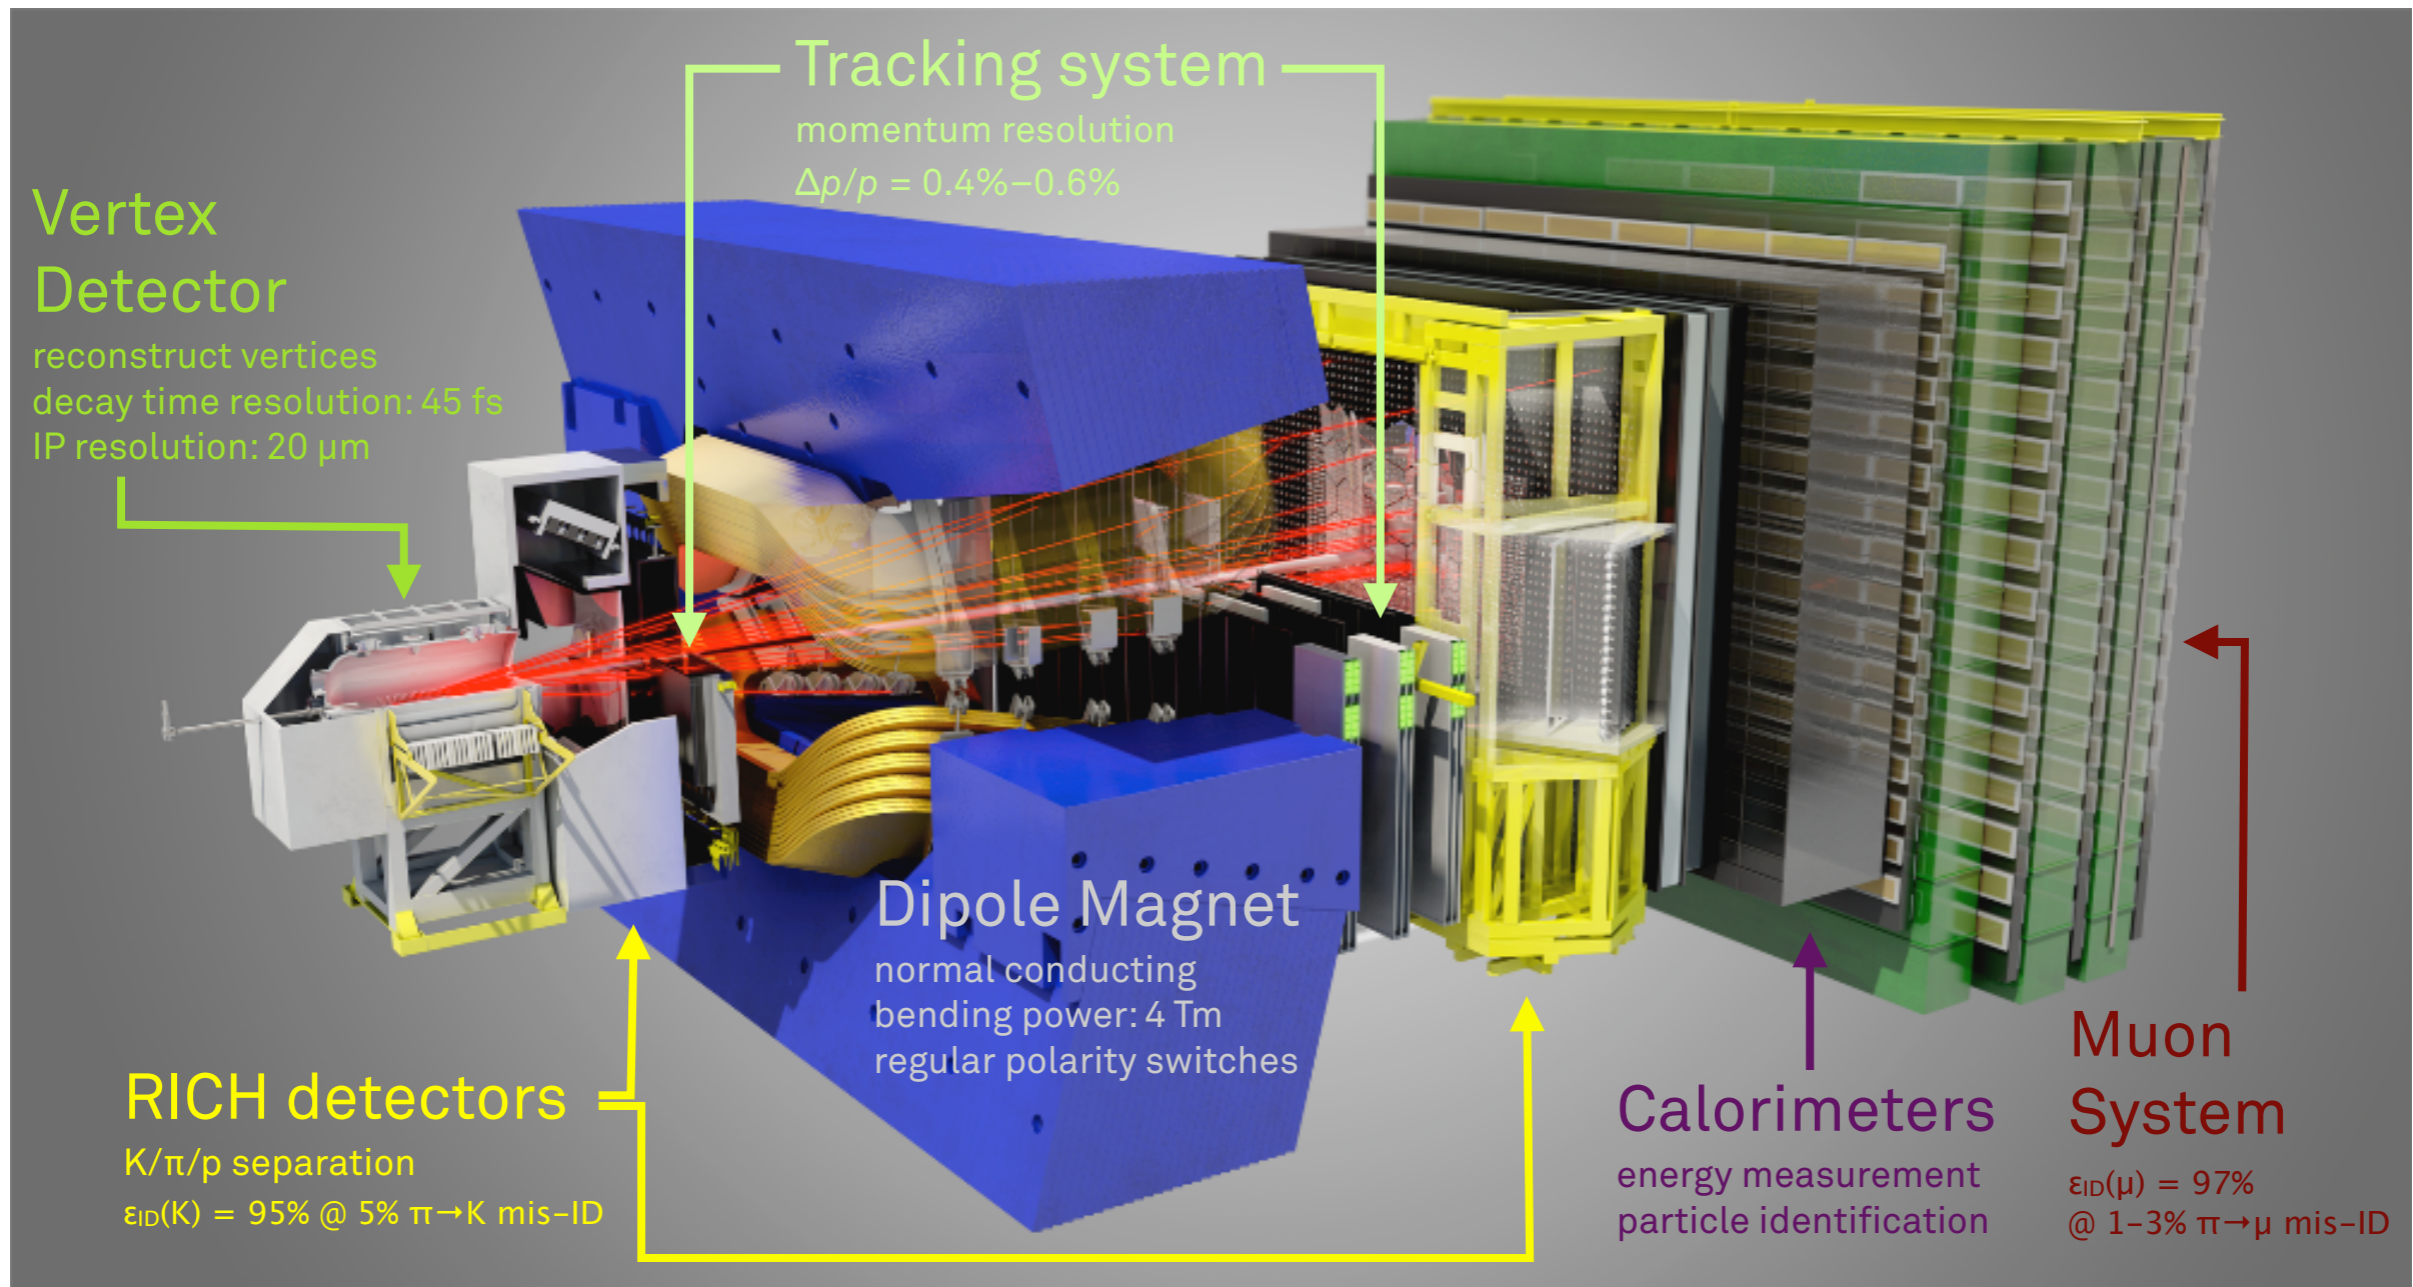 Tracking system
momentum resolution
Δp/p = 0.4%–0.6%
Vertex
Detector
reconstruct vertices
decay time resolution: 45 fs
IP resolution: 20 μm
Dipole Magnet
normal conducting
bending power: 4 Tm
regular polarity switches
RICH detectors
K/π/p separation
εID(K) = 95% @ 5% π→K mis-ID
Calorimeters
energy measurement
particle identification
Muon
System
εID(μ) = 97%
@ 1-3% π→μ mis-ID